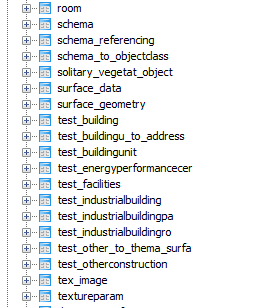 room
schema
schema_referencing
schema_to_objectclass
solitary_vegetat_object
surface_data
surface_geometry
test_building
test_buildingu_to_address
test_buildingunit
test_energyperformancecer
test_facilities
test_industrialbuilding
test_industrialbuildingpa
test_industrialbuildingro
test_other_to_thema_surfa
test_otherconstruction
tex_image
textureparam